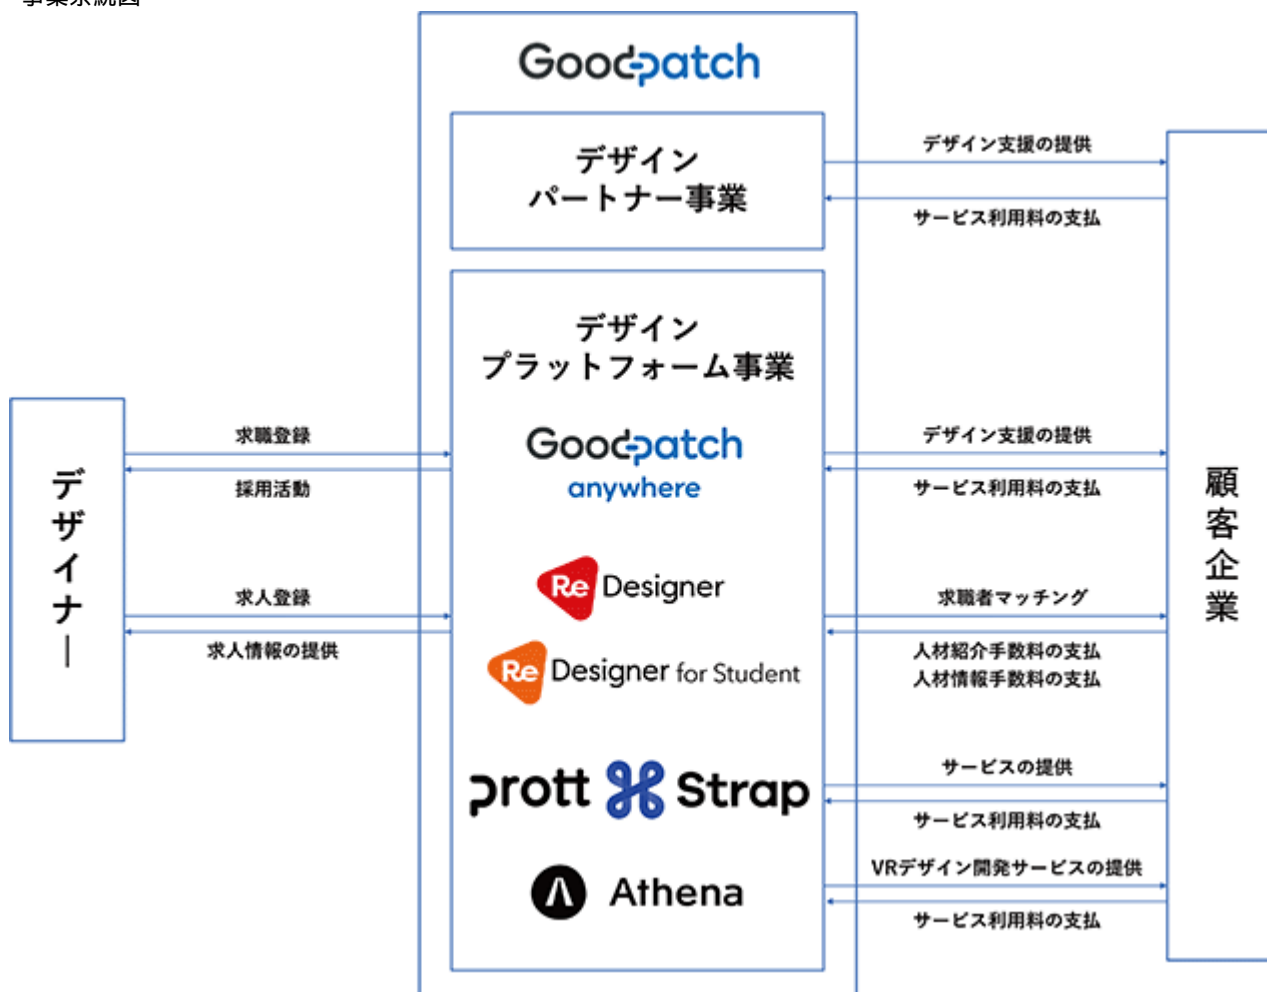 事業系統図
Goodpatch
デザイン
パートナー事業
デザイン支援の提供
サービス利用料の支払
デザイン
プラットフォーム事業
デザイナー
求職登録
採用活動
Goodpatch
anywhere
デザイン支援の提供
サービス利用料の支払
顧客企業
求人登録
求人情報の提供
Re Designer
Re Designer for Student
求職者マッチング
人材紹介手数料の支払
人材情報手数料の支払
prott Strap
サービスの提供
サービス利用料の支払
Athena
VRデザイン開発サービスの提供
サービス利用料の支払